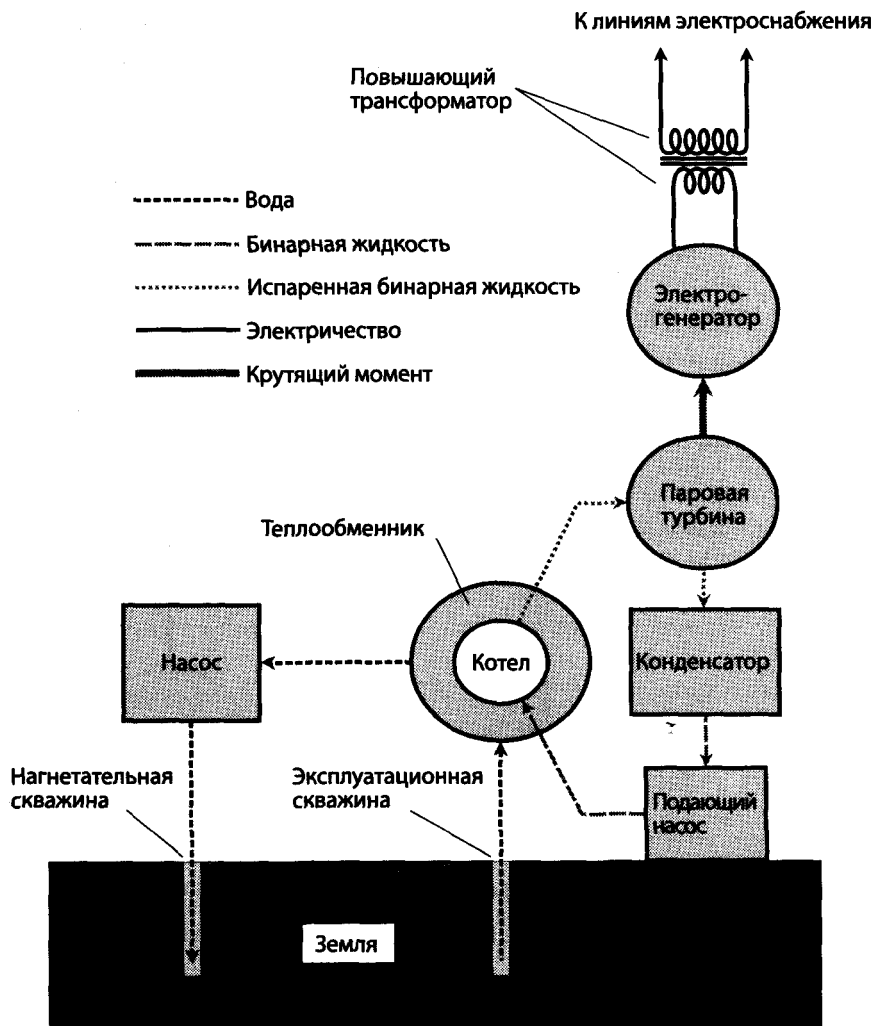 К линиям электроснабжения
Повышающий
трансформатор
Вода
Бинарная жидкость
Испаренная бинарная жидкость
Электричество
Крутящий момент
Электро-
генератор
Паровая
турбина
Теплообменник
Насос
Котел
Конденсатор
Нагнетательная
скважина
Эксплуатационная
скважина
Подающий
насос
Земля